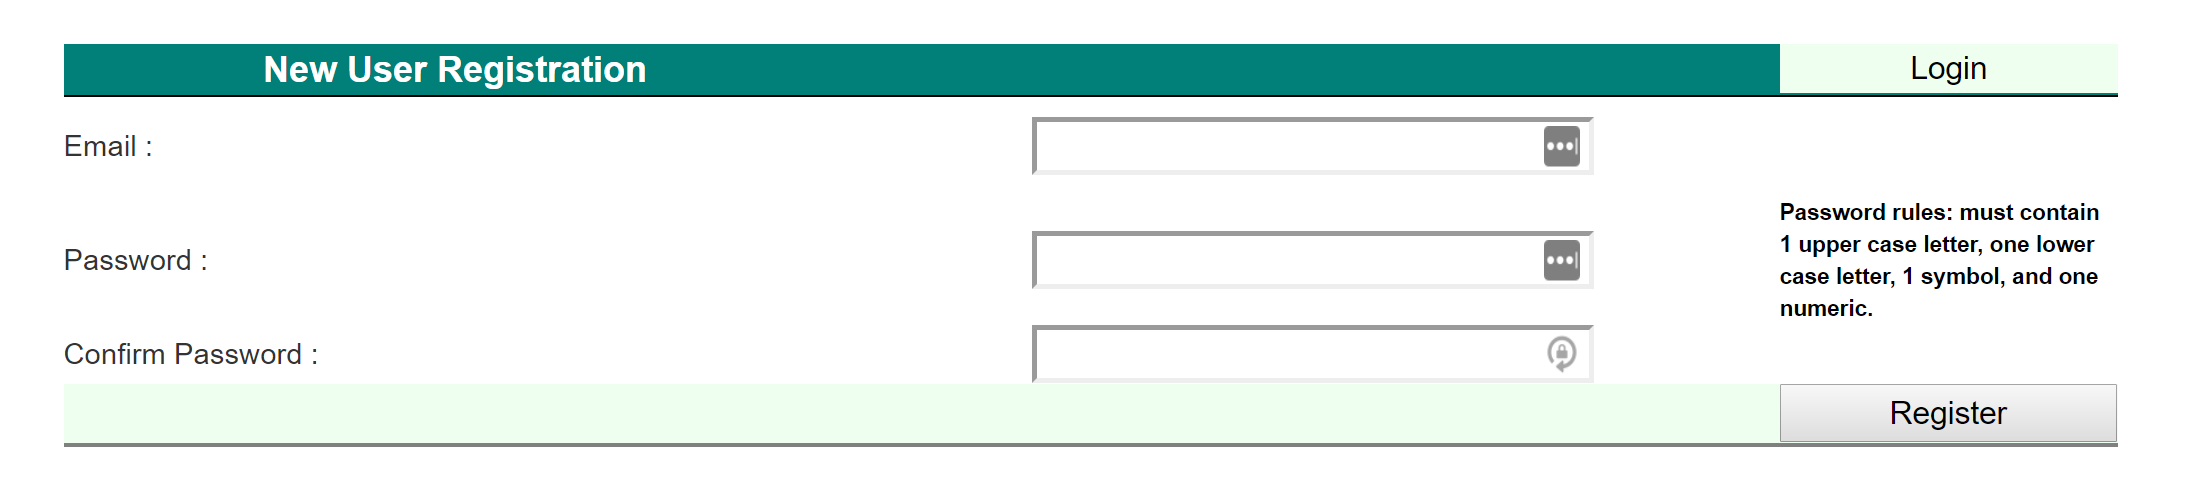 New User Registration
Login
Email :
Password :
Password rules: must contain
1 upper case letter, one lower
case letter, 1 symbol, and one
numeric.
Confirm Password :
Register